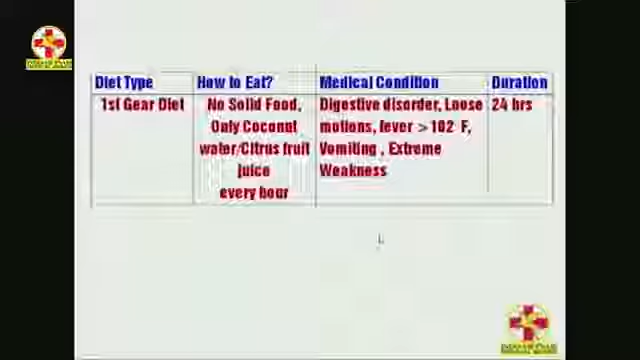 Diet Type How to Eat? Medical Condition Duration
1st Gear Diet No Solid Food, Digestive disorder, Loose 24 hrs
Only Coconut motions, fever > 102 F,
water/Citrus fruit Vomiting , Extreme
juice Weakness
every hour